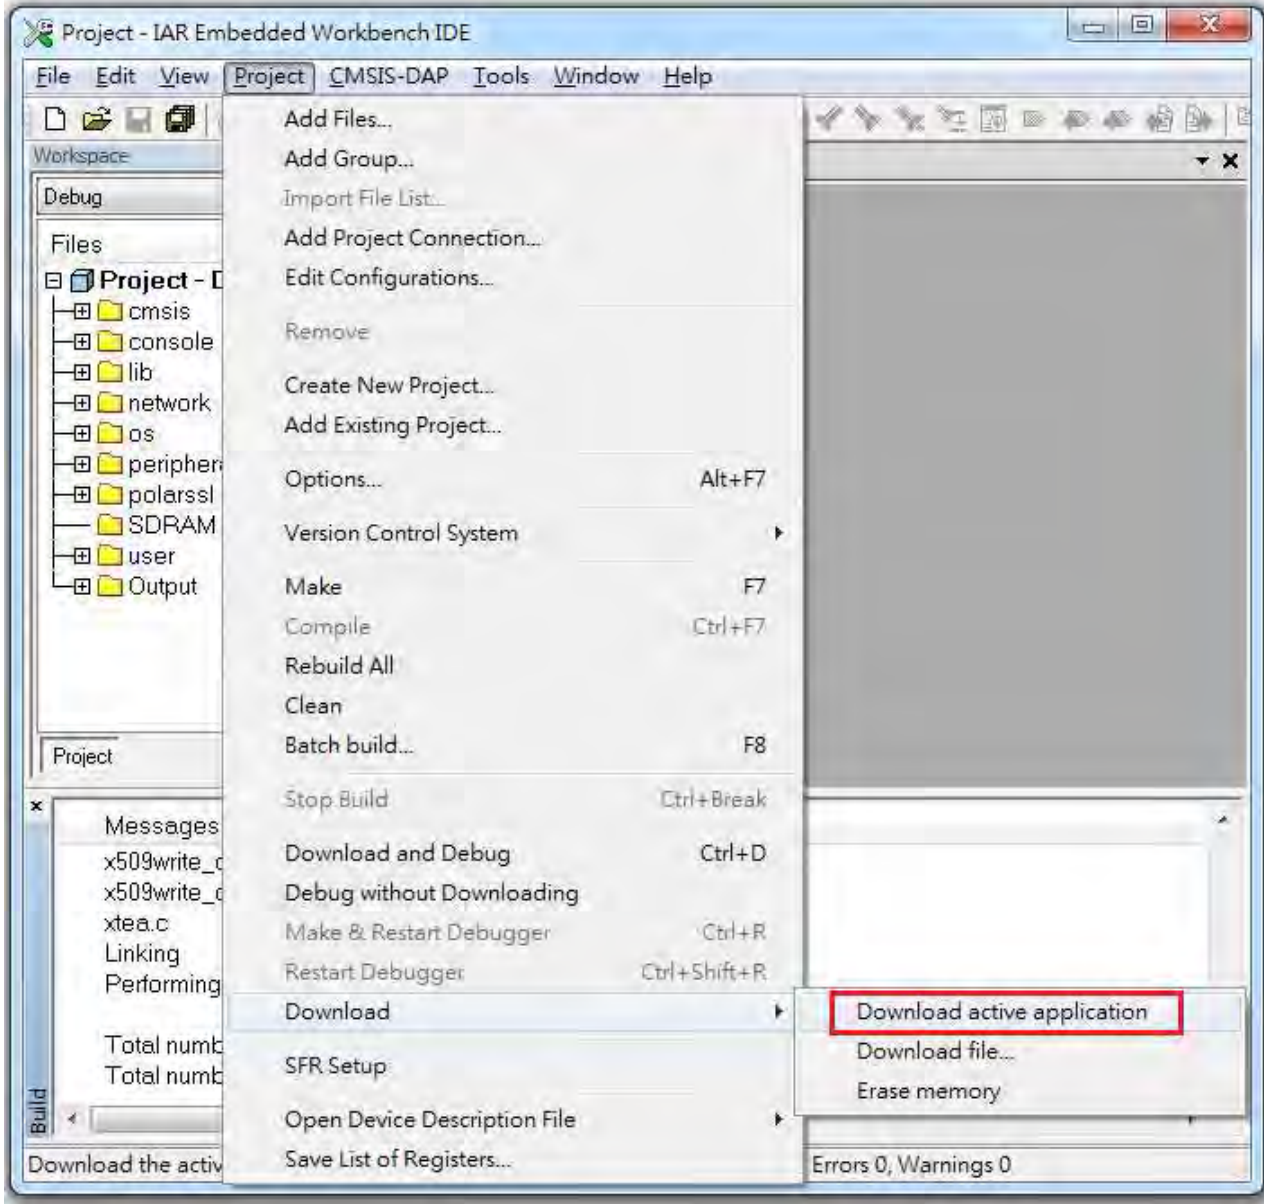 Project - IAR Embedded Workbench IDE
File Edit View Project CMSIS-DAP Tools Window Help
Workspace
Debug
Files
Project - D
cmsis
console
lib
network
os
peripher
polarssl
SDRAM
user
Output
Project
Add Files...
Add Group...
Import File List...
Add Project Connection...
Edit Configurations...
Remove
Create New Project...
Add Existing Project...
Options... Alt+F7
Version Control System
Make F7
Compile Ctrl+F7
Rebuild All
Clean
Batch build... F8
Stop Build Ctrl+Break
Download and Debug Ctrl+D
Debug without Downloading
Make & Restart Debugger Ctrl+R
Restart Debugger Ctrl+Shift+R
Download
SFR Setup
Open Device Description File
Save List of Registers...
Download active application
Download file...
Erase memory
Messages
x509write_c
x509write_c
xtea.c
Linking
Performing
Total numb
Total numb
Build
Download the activ
Errors 0, Warnings 0